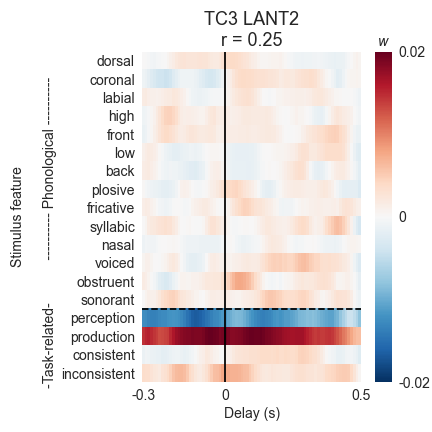 TC3 LANT2
r = 0.25
w
dorsal
coronal
labial
high
front
low
back
plosive
fricative
syllabic
nasal
voiced
obstruent
sonorant
perception
production
consistent
inconsistent
Stimulus feature
-Task-related- ----------- Phonological -----------
-0.3 0 0.5
Delay (s)
0.02
0
-0.02